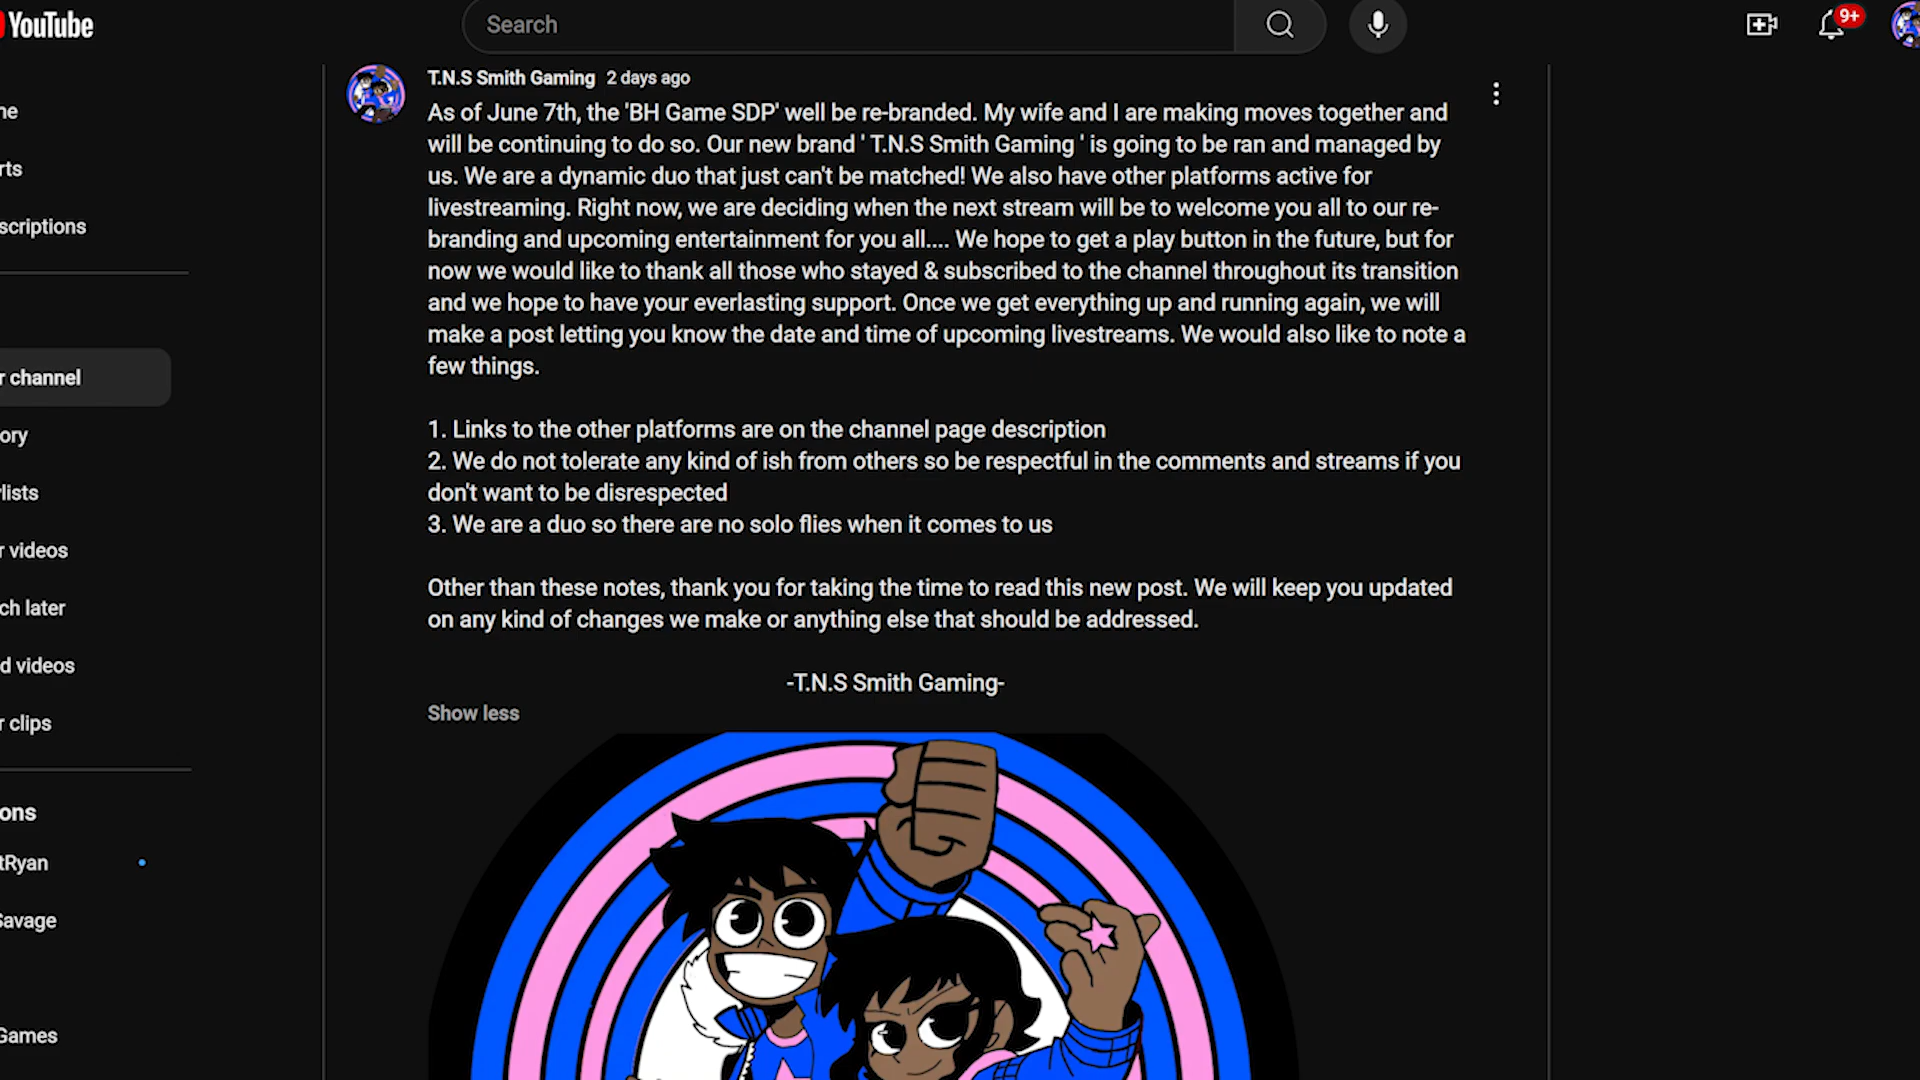 YouTube
Search
9+
T.N.S Smith Gaming 2 days ago
As of June 7th, the 'BH Game SDP' well be re-branded. My wife and I are making moves together and
will be continuing to do so. Our new brand ' T.N.S Smith Gaming ' is going to be ran and managed by
us. We are a dynamic duo that just can't be matched! We also have other platforms active for
livestreaming. Right now, we are deciding when the next stream will be to welcome you all to our re-
branding and upcoming entertainment for you all.... We hope to get a play button in the future, but for
now we would like to thank all those who stayed & subscribed to the channel throughout its transition
and we hope to have your everlasting support. Once we get everything up and running again, we will
make a post letting you know the date and time of upcoming livestreams. We would also like to note a
few things.
1. Links to the other platforms are on the channel page description
2. We do not tolerate any kind of ish from others so be respectful in the comments and streams if you
don't want to be disrespected
3. We are a duo so there are no solo flies when it comes to us
Other than these notes, thank you for taking the time to read this new post. We will keep you updated
on any kind of changes we make or anything else that should be addressed.
-T.N.S Smith Gaming-
Show less
me
rts
scriptions
r channel
ory
lists
r videos
ch later
d videos
r clips
ons
tRyan
Savage
Games